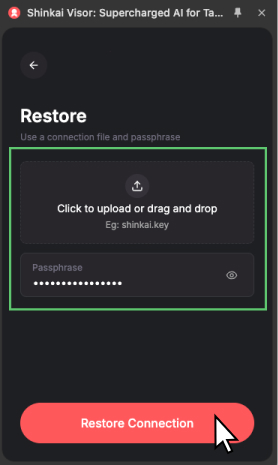 Shinkai Visor: Supercharged AI for Ta...
Restore
Use a connection file and passphrase
Click to upload or drag and drop
Eg: shinkai.key
Passphrase
••••••••••••••••
Restore Connection